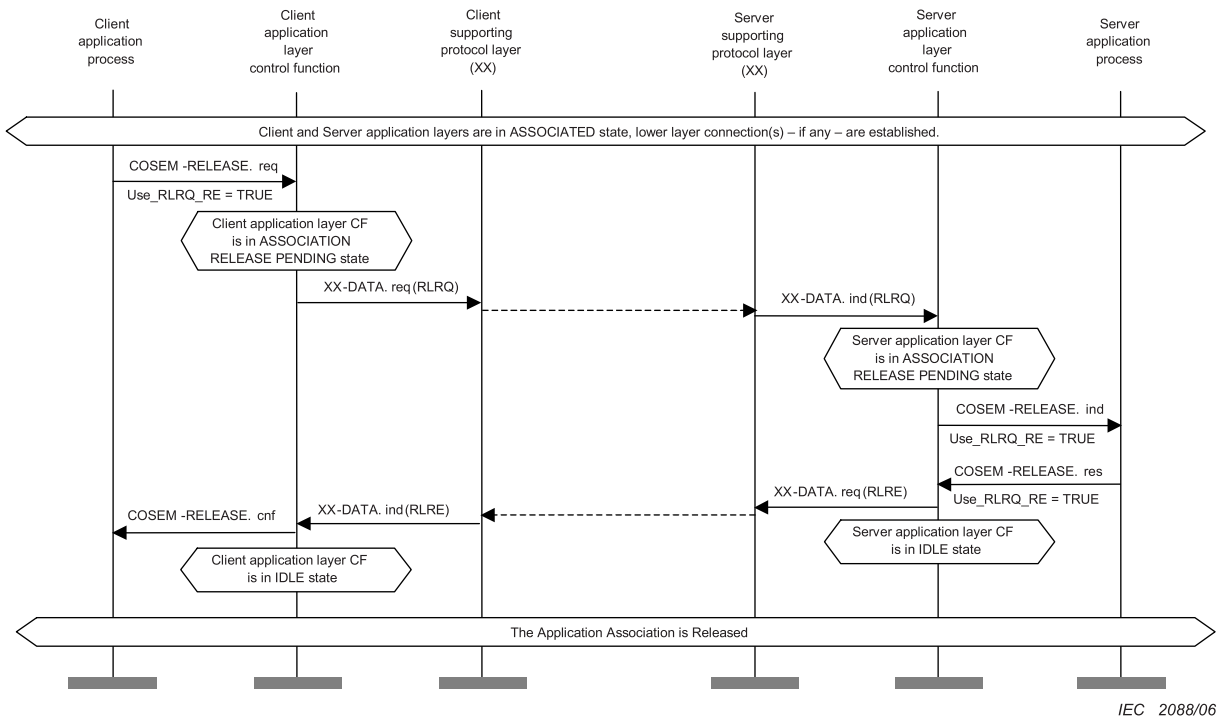 Client
application
process
Client
application
layer
control function
Client
supporting
protocol layer
(XX)
Server
supporting
protocol layer
(XX)
Server
application
layer
control function
Server
application
process
Client and Server application layers are in ASSOCIATED state, lower layer connection(s) – if any – are established.
COSEM -RELEASE. req
Use_RLRQ_RE = TRUE
Client application layer CF
is in ASSOCIATION
RELEASE PENDING state
XX-DATA. req (RLRQ)
XX-DATA. ind (RLRQ)
Server application layer CF
is in ASSOCIATION
RELEASE PENDING state
COSEM -RELEASE. ind
Use_RLRQ_RE = TRUE
COSEM -RELEASE. res
Use_RLRQ_RE = TRUE
XX-DATA. req (RLRE)
XX-DATA. ind (RLRE)
COSEM -RELEASE. cnf
Server application layer CF
is in IDLE state
Client application layer CF
is in IDLE state
The Application Association is Released
IEC 2088/06